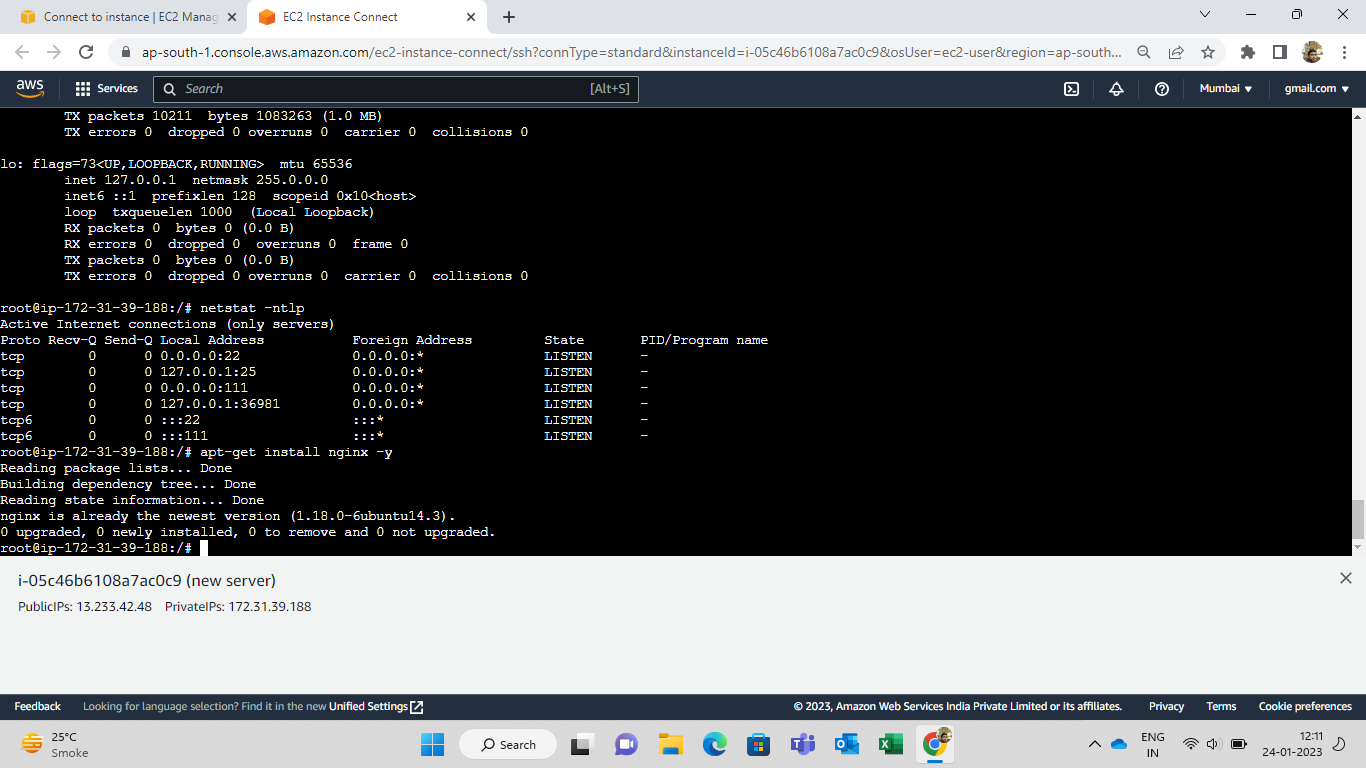 Connect to instance | EC2 Manag
EC2 Instance Connect
ap-south-1.console.aws.amazon.com/ec2-instance-connect/ssh?connType=standard&instanceId=i-05c46b6108a7ac0c9&osUser=ec2-user&region=ap-south...
aws Services Search [Alt+S] Mumbai gmail.com
TX packets 10211 bytes 1083263 (1.0 MB)
TX errors 0 dropped 0 overruns 0 carrier 0 collisions 0
lo: flags=73<UP,LOOPBACK,RUNNING> mtu 65536
inet 127.0.0.1 netmask 255.0.0.0
inet6 ::1 prefixlen 128 scopeid 0x10<host>
loop txqueuelen 1000 (Local Loopback)
RX packets 0 bytes 0 (0.0 B)
RX errors 0 dropped 0 overruns 0 frame 0
TX packets 0 bytes 0 (0.0 B)
TX errors 0 dropped 0 overruns 0 carrier 0 collisions 0
root@ip-172-31-39-188:/# netstat -ntlp
Active Internet connections (only servers)
Proto Recv-Q Send-Q Local Address Foreign Address State PID/Program name
tcp 0 0 0.0.0.0:22 0.0.0.0:* LISTEN -
tcp 0 0 127.0.0.1:25 0.0.0.0:* LISTEN -
tcp 0 0 0.0.0.0:111 0.0.0.0:* LISTEN -
tcp 0 0 127.0.0.1:36981 0.0.0.0:* LISTEN -
tcp6 0 0 :::22 :::* LISTEN -
tcp6 0 0 :::111 :::* LISTEN -
root@ip-172-31-39-188:/# apt-get install nginx -y
Reading package lists... Done
Building dependency tree... Done
Reading state information... Done
nginx is already the newest version (1.18.0-6ubuntu14.3).
0 upgraded, 0 newly installed, 0 to remove and 0 not upgraded.
root@ip-172-31-39-188:/#
i-05c46b6108a7ac0c9 (new server)
PublicIPs: 13.233.42.48 PrivateIPs: 172.31.39.188
Feedback Looking for language selection? Find it in the new Unified Settings © 2023, Amazon Web Services India Private Limited or its affiliates. Privacy Terms Cookie preferences
25°C
Smoke
Search
ENG
IN
12:11
24-01-2023